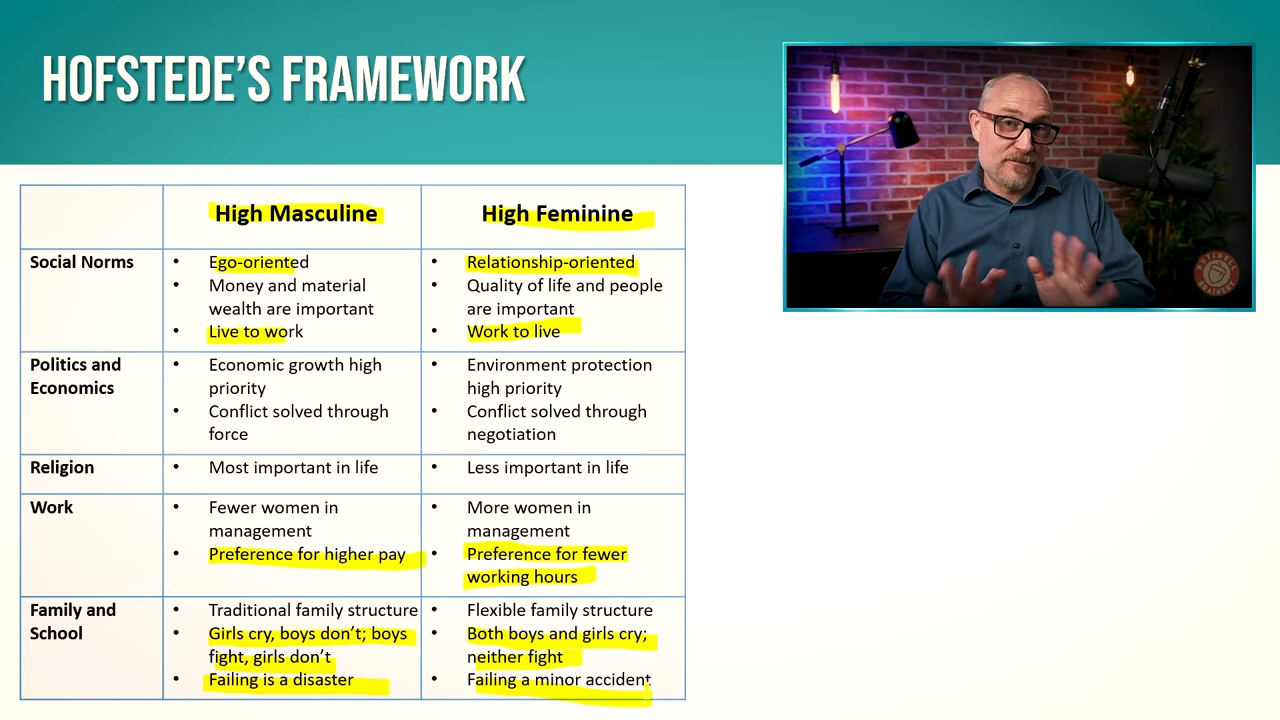 HOFSTEDE'S FRAMEWORK
High Masculine
High Feminine
Social Norms
• Ego-oriented
• Money and material
wealth are important
• Live to work
• Relationship-oriented
• Quality of life and people
are important
• Work to live
Politics and
Economics
• Economic growth high
priority
• Conflict solved through
force
• Environment protection
high priority
• Conflict solved through
negotiation
Religion
• Most important in life
• Less important in life
Work
• Fewer women in
management
• Preference for higher pay
• More women in
management
• Preference for fewer
working hours
Family and
School
• Traditional family structure
• Girls cry, boys don't; boys
fight, girls don't
• Failing is a disaster
• Flexible family structure
• Both boys and girls cry;
neither fight
• Failing a minor accident
NUTSHELL
BRAINERY